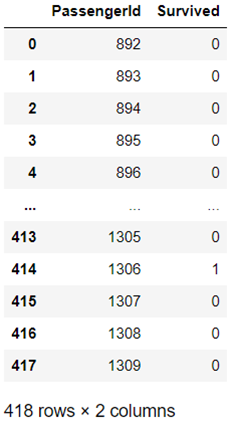 PassengerId Survived
0 892 0
1 893 0
2 894 0
3 895 0
4 896 0
... ... ...
413 1305 0
414 1306 1
415 1307 0
416 1308 0
417 1309 0
418 rows × 2 columns